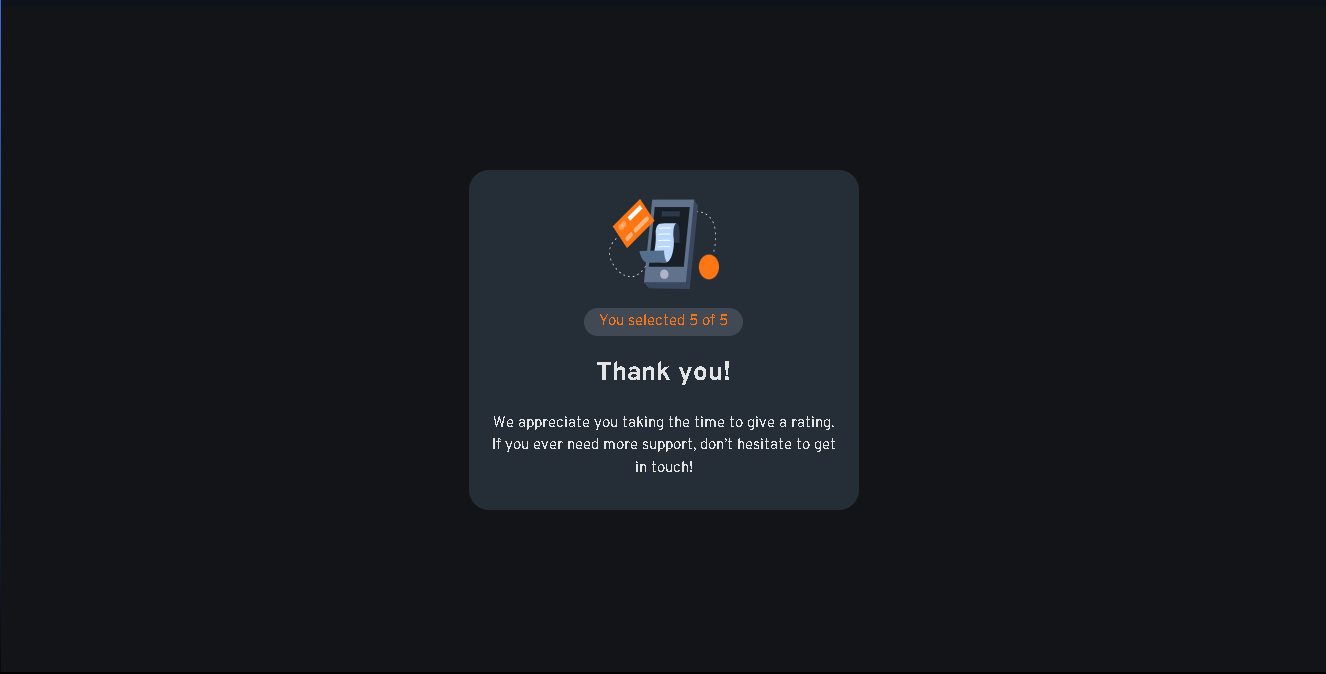 You selected 5 of 5
Thank you!
We appreciate you taking the time to give a rating.
If you ever need more support, don’t hesitate to get
in touch!